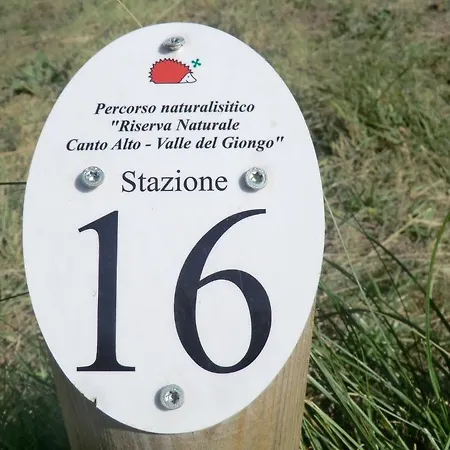 Percorso naturalisitico
"Riserva Naturale
Canto Alto - Valle del Giongo"
Stazione
16